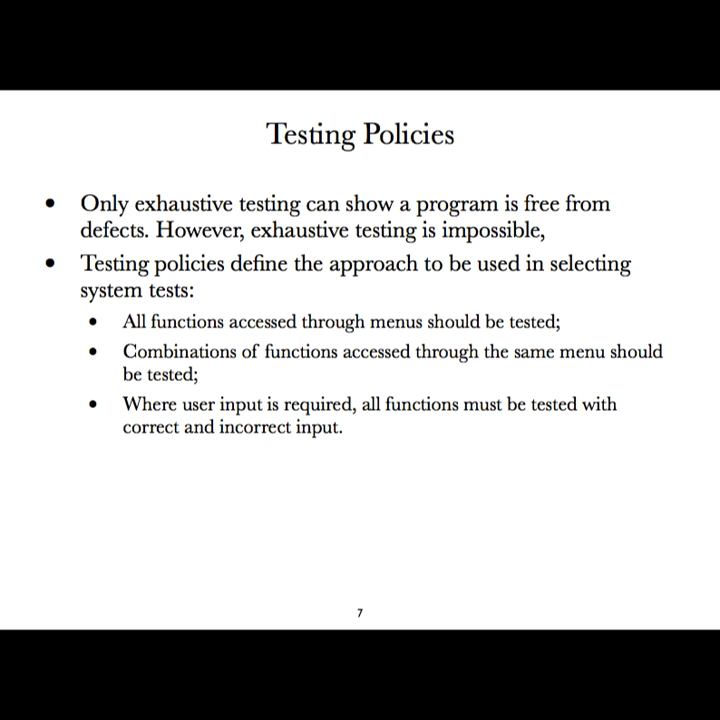 Testing Policies
• Only exhaustive testing can show a program is free from
defects. However, exhaustive testing is impossible,
• Testing policies define the approach to be used in selecting
system tests:
• All functions accessed through menus should be tested;
• Combinations of functions accessed through the same menu should
be tested;
• Where user input is required, all functions must be tested with
correct and incorrect input.
7